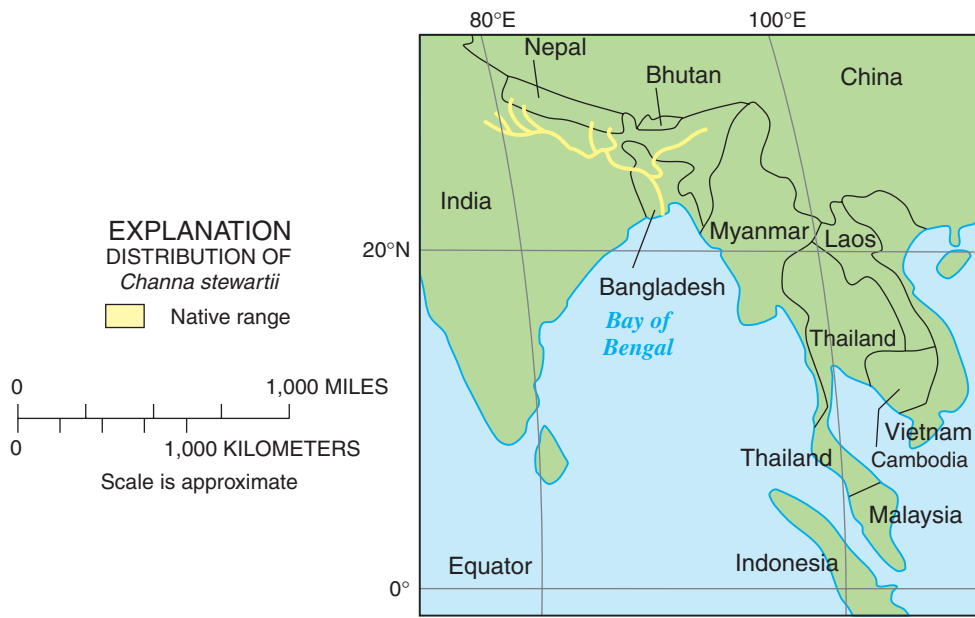 80°E
100°E
Nepal
Bhutan
China
India
EXPLANATION
DISTRIBUTION OF
Channa stewartii
Native range
20°N
Myanmar
Laos
Bangladesh
Bay of
Bengal
Thailand
0
1,000 MILES
0
1,000 KILOMETERS
Scale is approximate
Vietnam
Cambodia
Thailand
Malaysia
Indonesia
Equator
0°